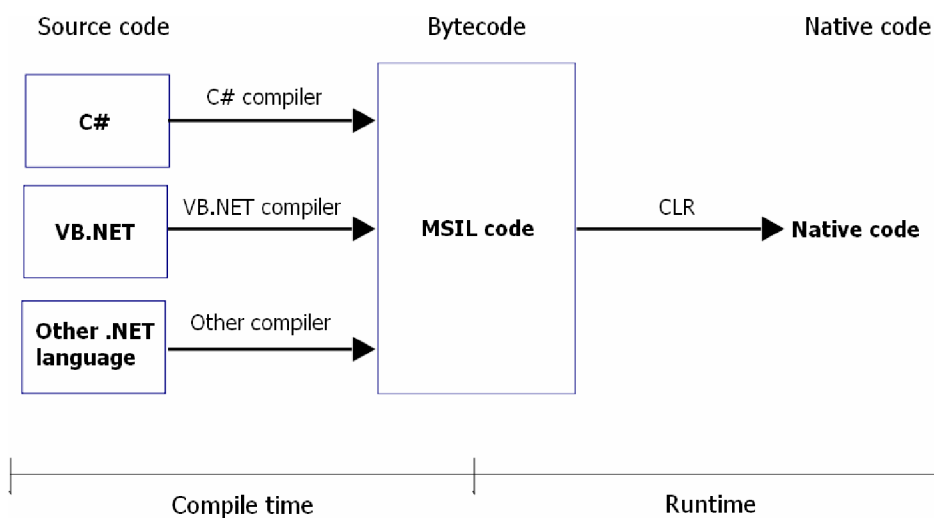 Source code
Bytecode
Native code
C#
C# compiler
VB.NET
VB.NET compiler
MSIL code
CLR
Native code
Other .NET
language
Other compiler
Compile time
Runtime